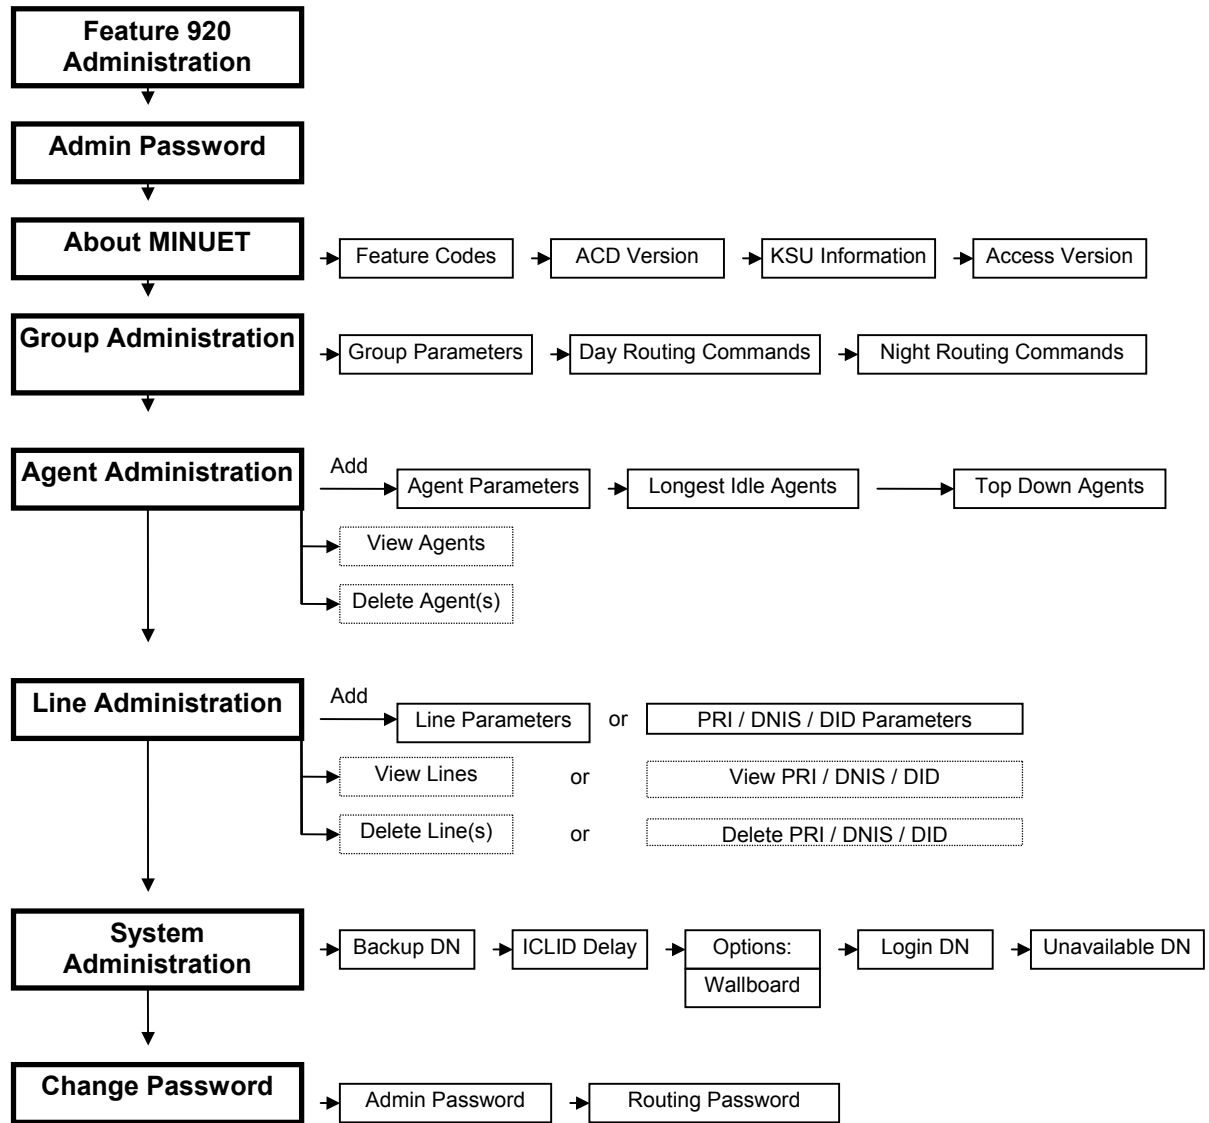 Feature 920
Administration
Admin Password
About MINUET
Feature Codes
ACD Version
KSU Information
Access Version
Group Administration
Group Parameters
Day Routing Commands
Night Routing Commands
Agent Administration
Add
Agent Parameters
Longest Idle Agents
Top Down Agents
View Agents
Delete Agent(s)
Line Administration
Add
Line Parameters
or
PRI / DNIS / DID Parameters
View Lines
or
View PRI / DNIS / DID
Delete Line(s)
or
Delete PRI / DNIS / DID
System
Administration
Backup DN
ICLID Delay
Options:
Wallboard
Login DN
Unavailable DN
Change Password
Admin Password
Routing Password